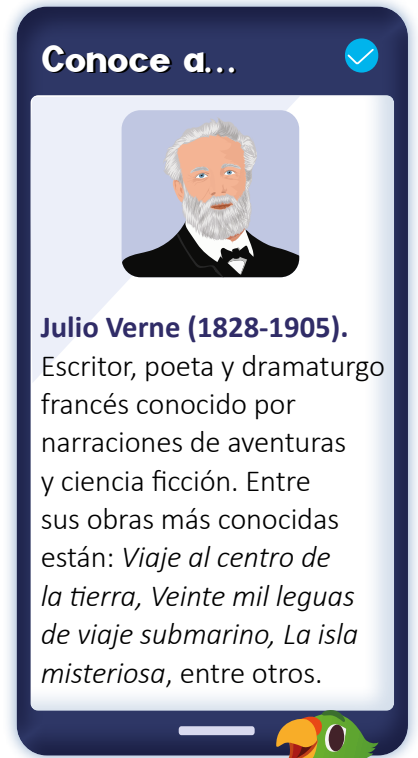 Conoce a...
Julio Verne (1828-1905).
Escritor, poeta y dramaturgo
francés conocido por
narraciones de aventuras
y ciencia ficción. Entre
sus obras más conocidas
están: Viaje al centro de
la tierra, Veinte mil leguas
de viaje submarino, La isla
misteriosa, entre otros.